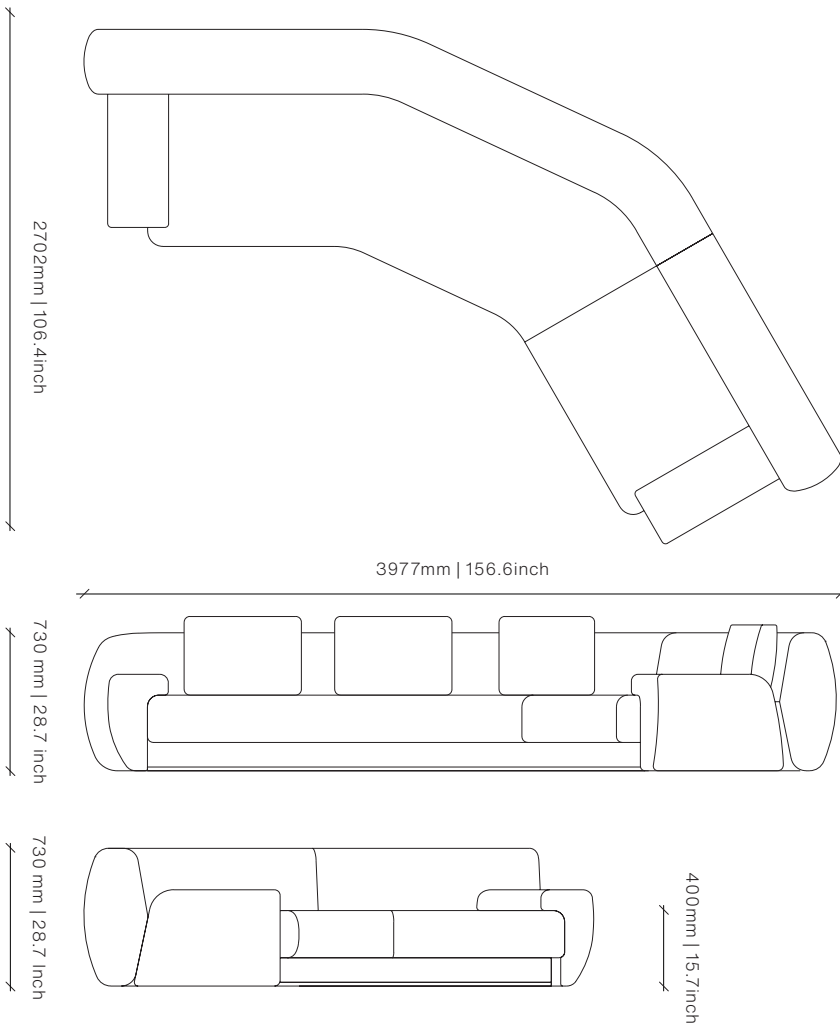 2702mm | 106.4inch
3977mm | 156.6inch
730 mm | 28.7 inch
730 mm | 28.7 Inch
400mm | 15.7inch